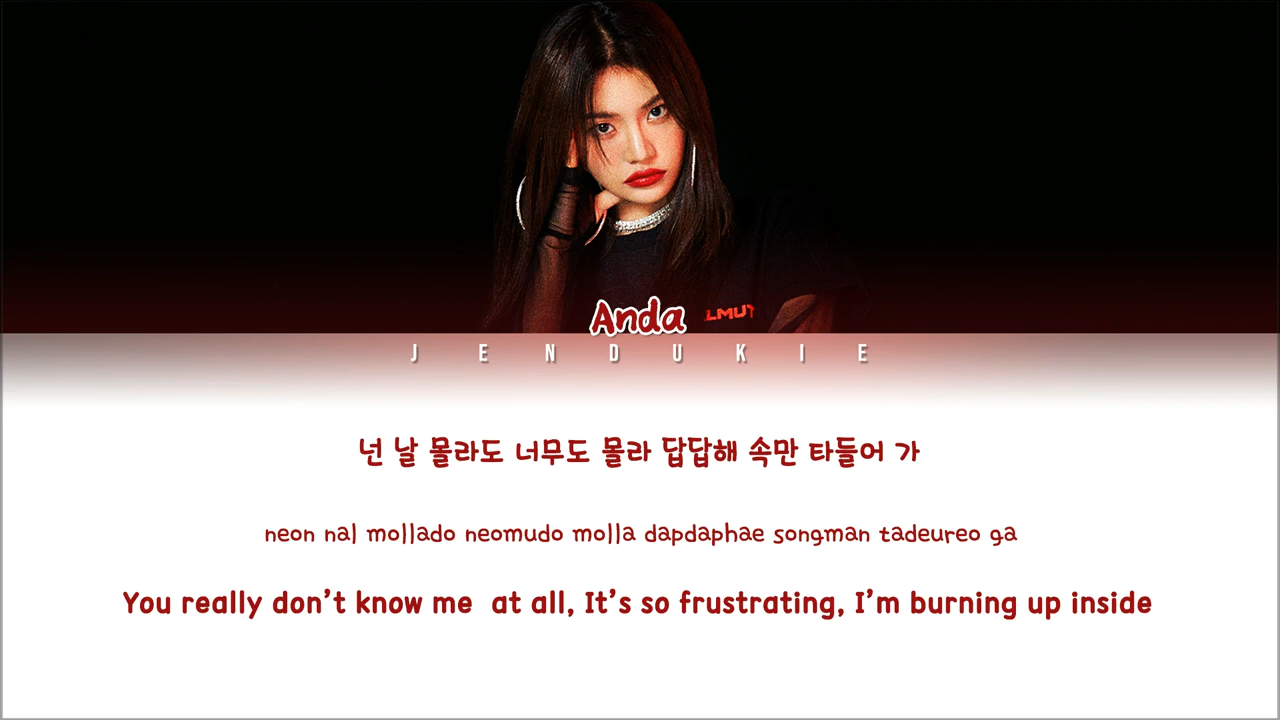 LMUT
Anda
JENDUKIE
넌 날 몰라도 너무도 몰라 답답해 속만 타들어 가
neon nal mollado neomudo molla dapdaphae songman tadeureo ga
You really don't know me at all, It's so frustrating, I'm burning up inside